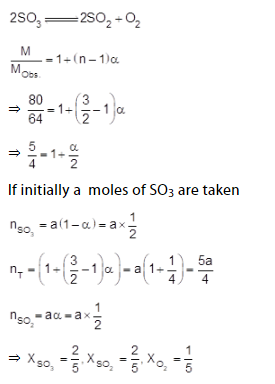 2SO₃ ⇌ 2SO₂ + O₂
M/M_Obs. = 1+(n−1)α
⇒ 80/64 = 1+(3/2−1)α
⇒ 5/4 = 1+α/2
If initially a moles of SO₃ are taken
n_SO₃ = a(1−α) = a×1/2
n_T = (1+(3/2−1)α) = a(1+1/4) = 5a/4
n_SO₂ = aα = a×1/2
⇒ X_SO₃ = 2/5, X_SO₂ = 2/5, X_O₂ = 1/5